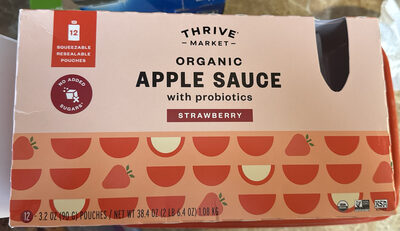 THRIVE
MARKET
12
SQUEEZABLE
RESEALABLE
POUCHES
ORGANIC
APPLE SAUCE
with probiotics
NO ADDED
SUGARS
STRAWBERRY
12 - 3.2 OZ (90 G) POUCHES / NET WT 38.4 OZ (2 LB 6.4 OZ) 1.08 KG